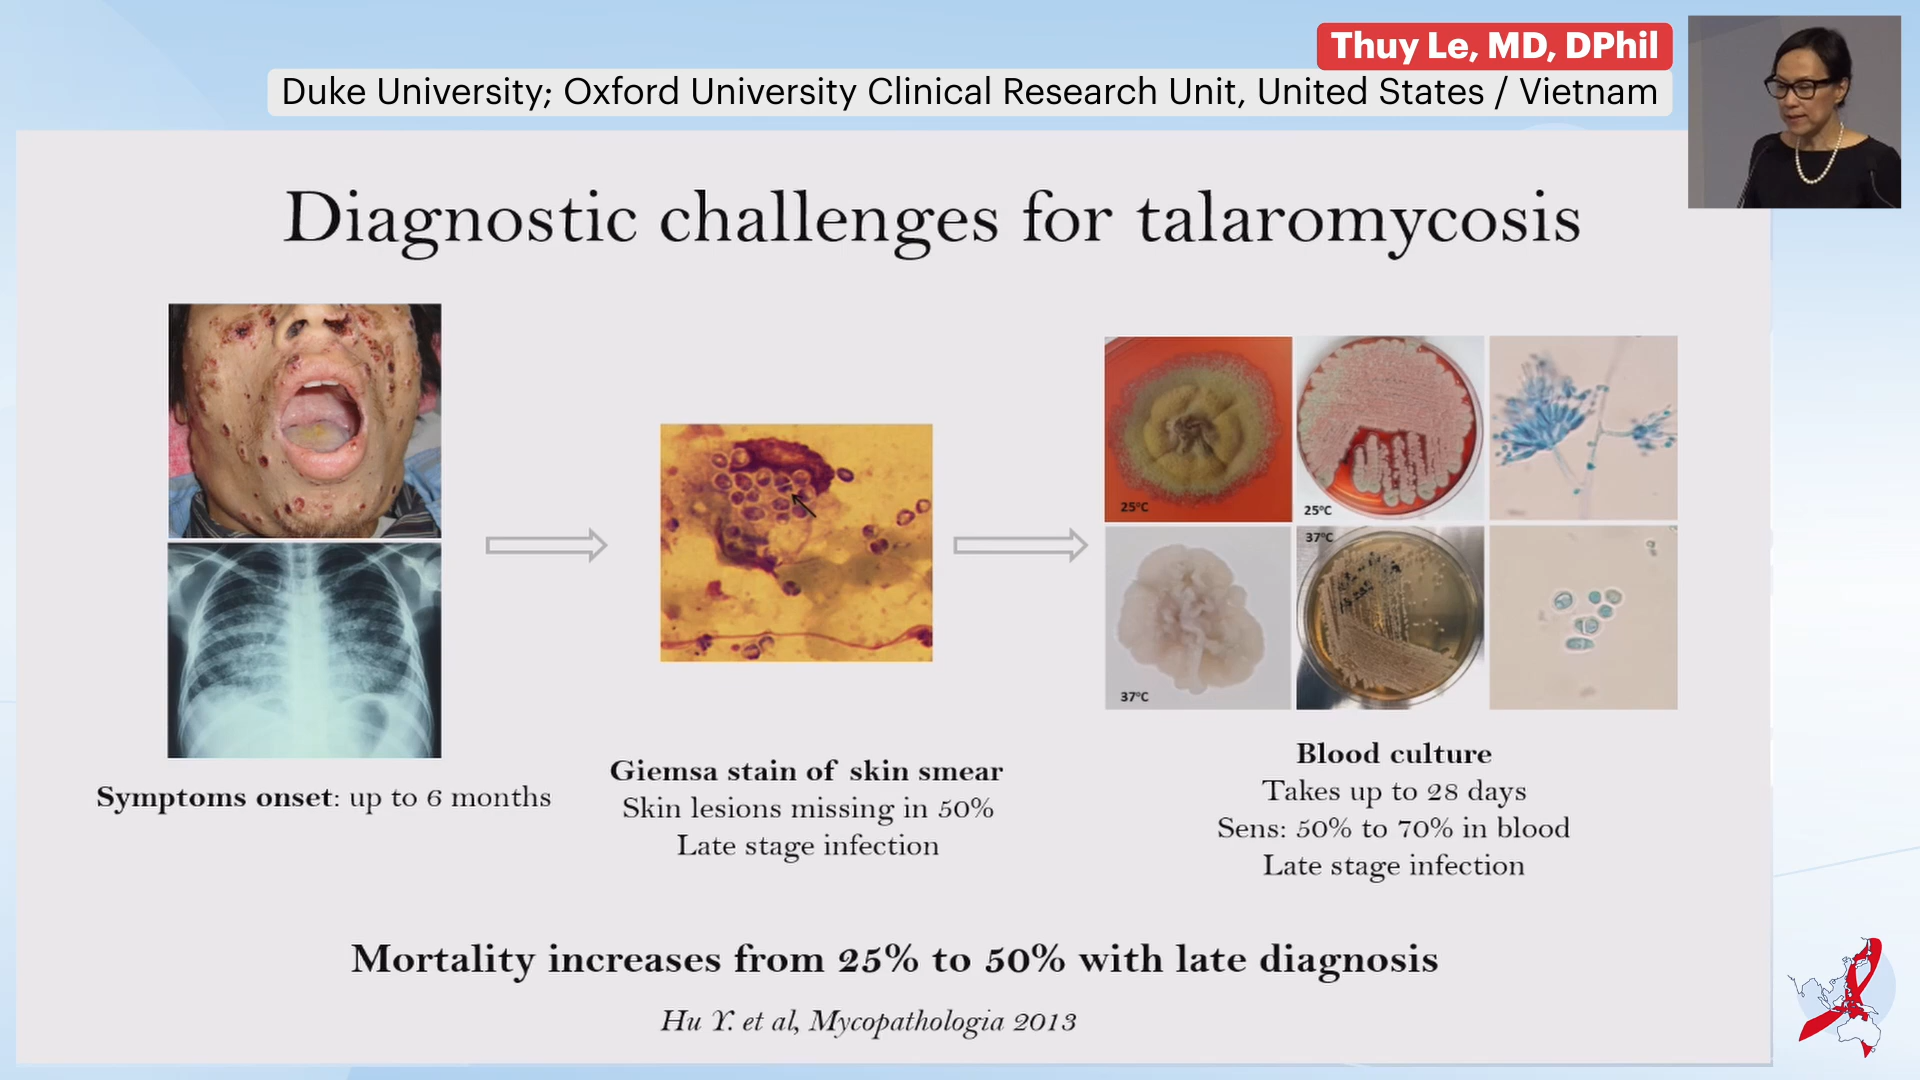 Thuy Le, MD, DPhil
Duke University; Oxford University Clinical Research Unit, United States / Vietnam
Diagnostic challenges for talaromycosis
25°C
25°C
37°C
37°C
Symptoms onset: up to 6 months
Giemsa stain of skin smear
Skin lesions missing in 50%
Late stage infection
Blood culture
Takes up to 28 days
Sens: 50% to 70% in blood
Late stage infection
Mortality increases from 25% to 50% with late diagnosis
Hu Y. et al, Mycopathologia 2013